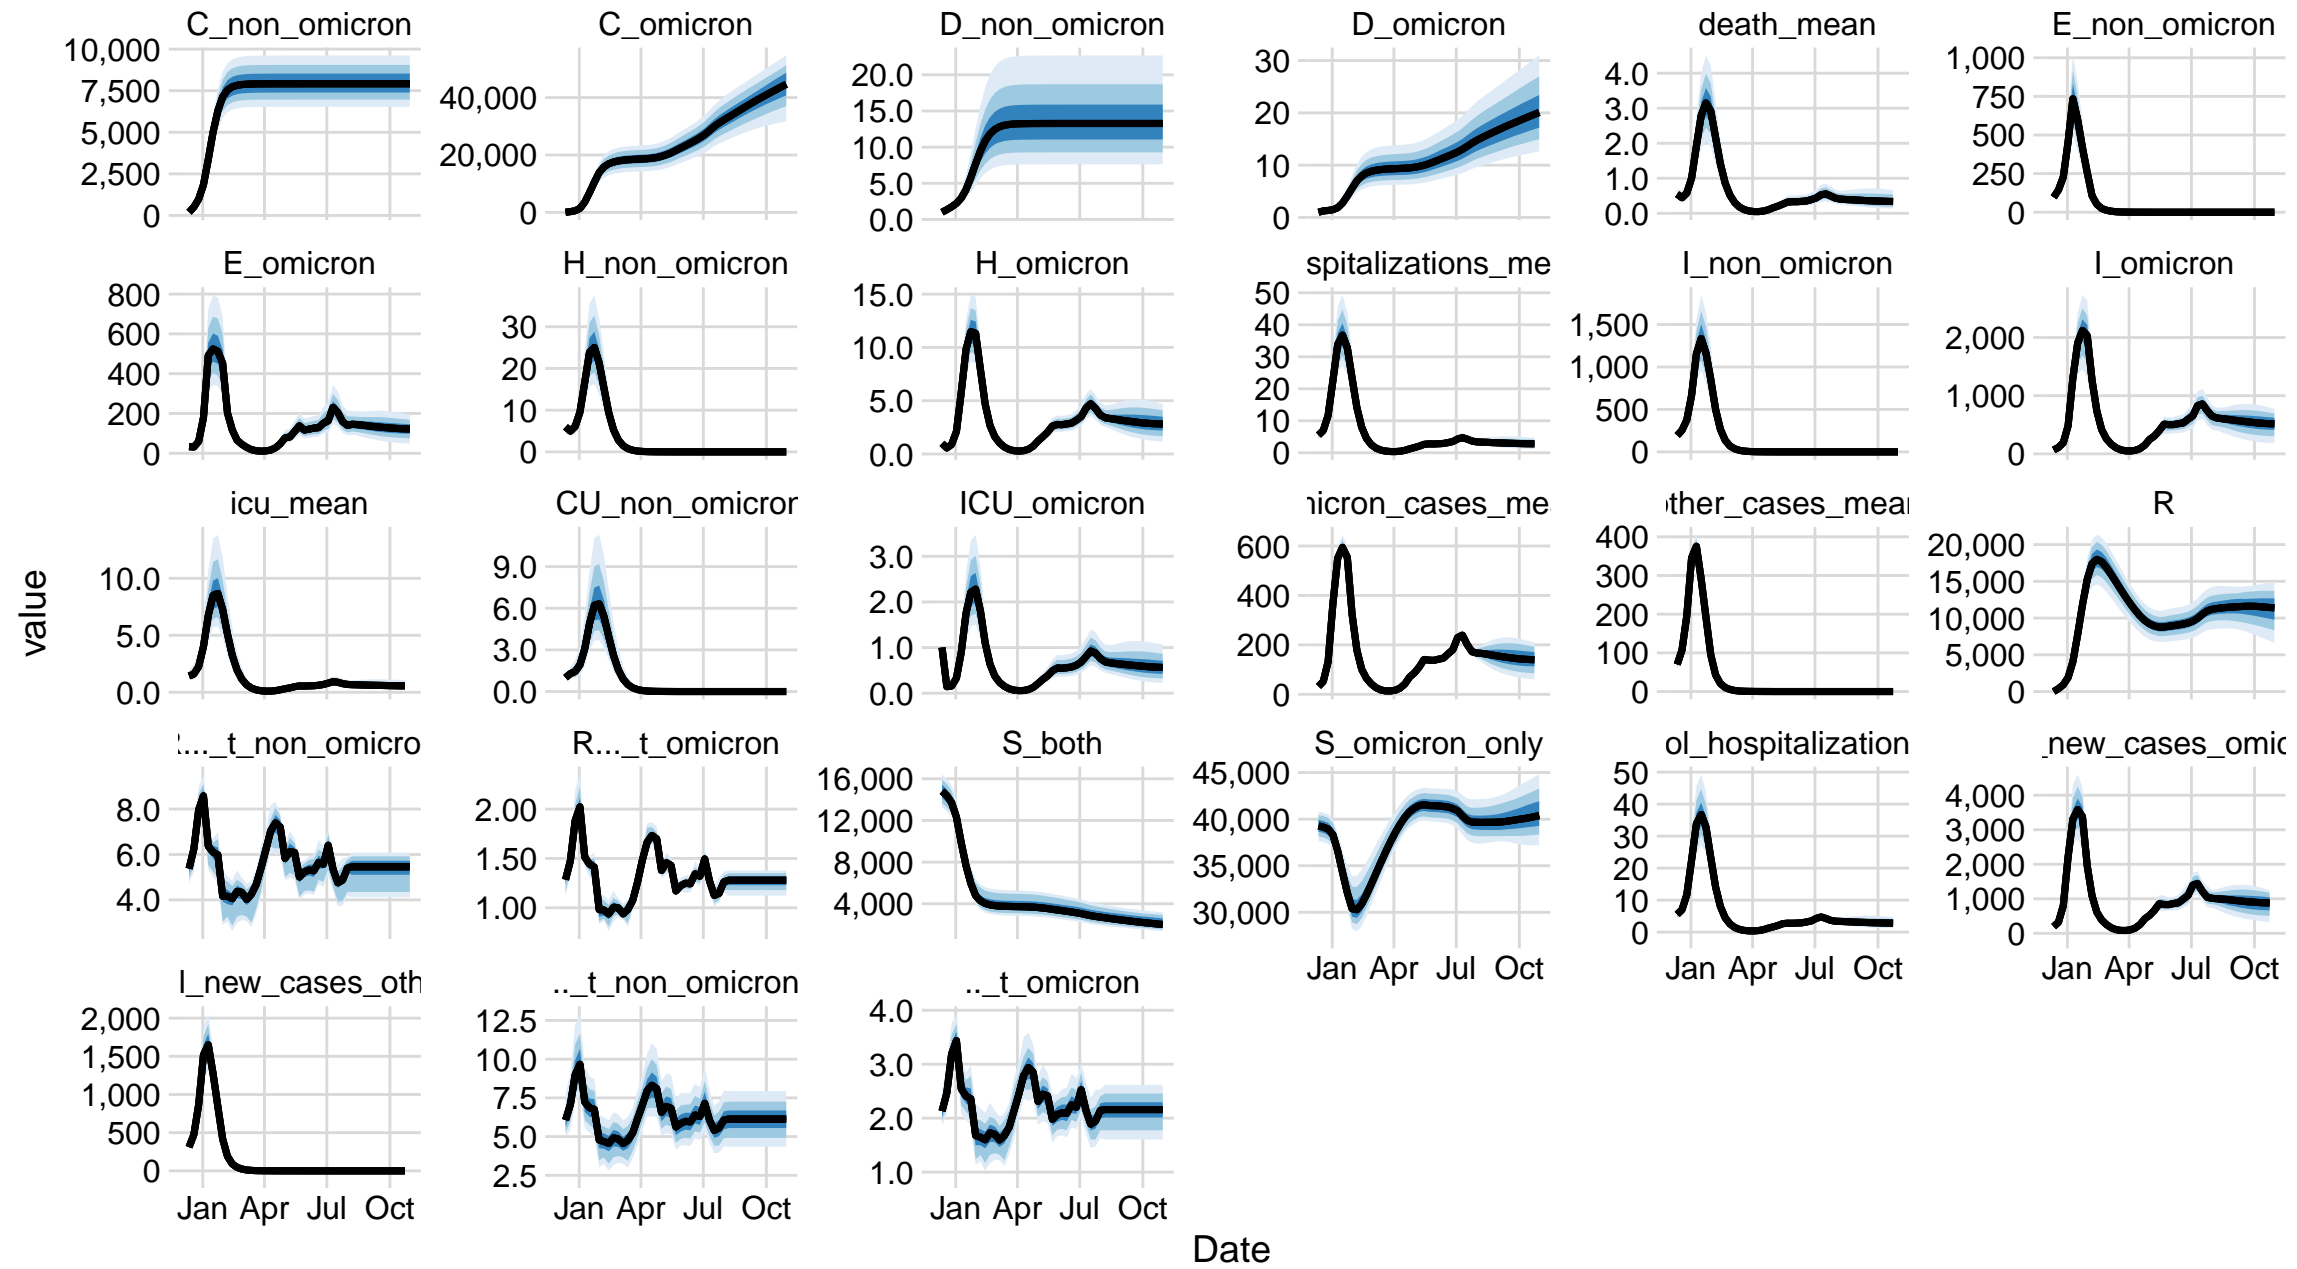 C_non_omicron C_omicron D_non_omicron D_omicron death_mean E_non_omicron
10,000 7,500 5,000 2,500 0
40,000 20,000 0
20.0 15.0 10.0 5.0 0.0
30 20 10 0
4.0 3.0 2.0 1.0 0.0
1,000 750 500 250 0
E_omicron H_non_omicron H_omicron spitalizations_me I_non_omicron I_omicron
800 600 400 200 0
30 20 10 0
15.0 10.0 5.0 0.0
50 40 30 20 10 0
1,500 1,000 500 0
2,000 1,000 0
icu_mean CU_non_omicron ICU_omicron nicron_cases_me other_cases_mea R
10.0 5.0 0.0
9.0 6.0 3.0 0.0
3.0 2.0 1.0 0.0
600 400 200 0
400 300 200 100 0
20,000 15,000 10,000 5,000 0
R..._t_non_omicro R..._t_omicron S_both S_omicron_only ol_hospitalization _new_cases_omic
8.0 6.0 4.0
2.00 1.50 1.00
16,000 12,000 8,000 4,000
45,000 40,000 35,000 30,000
50 40 30 20 10 0
4,000 3,000 2,000 1,000 0
Jan Apr Jul Oct Jan Apr Jul Oct Jan Apr Jul Oct
l_new_cases_oth .._t_non_omicron .._t_omicron
2,000 1,500 1,000 500 0
12.5 10.0 7.5 5.0 2.5
4.0 3.0 2.0 1.0
Jan Apr Jul Oct Jan Apr Jul Oct Jan Apr Jul Oct
value
Date